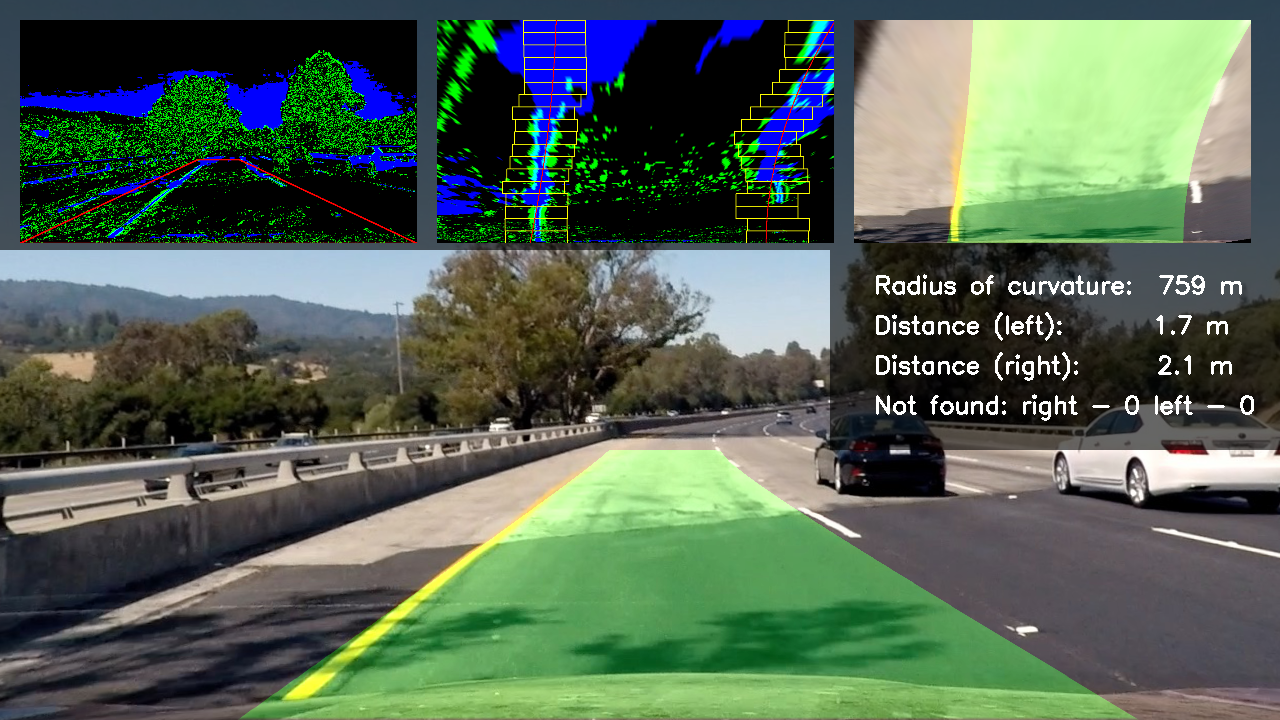 Radius of curvature: 759 m
Distance (left): 1.7 m
Distance (right): 2.1 m
Not found: right – 0 left – 0